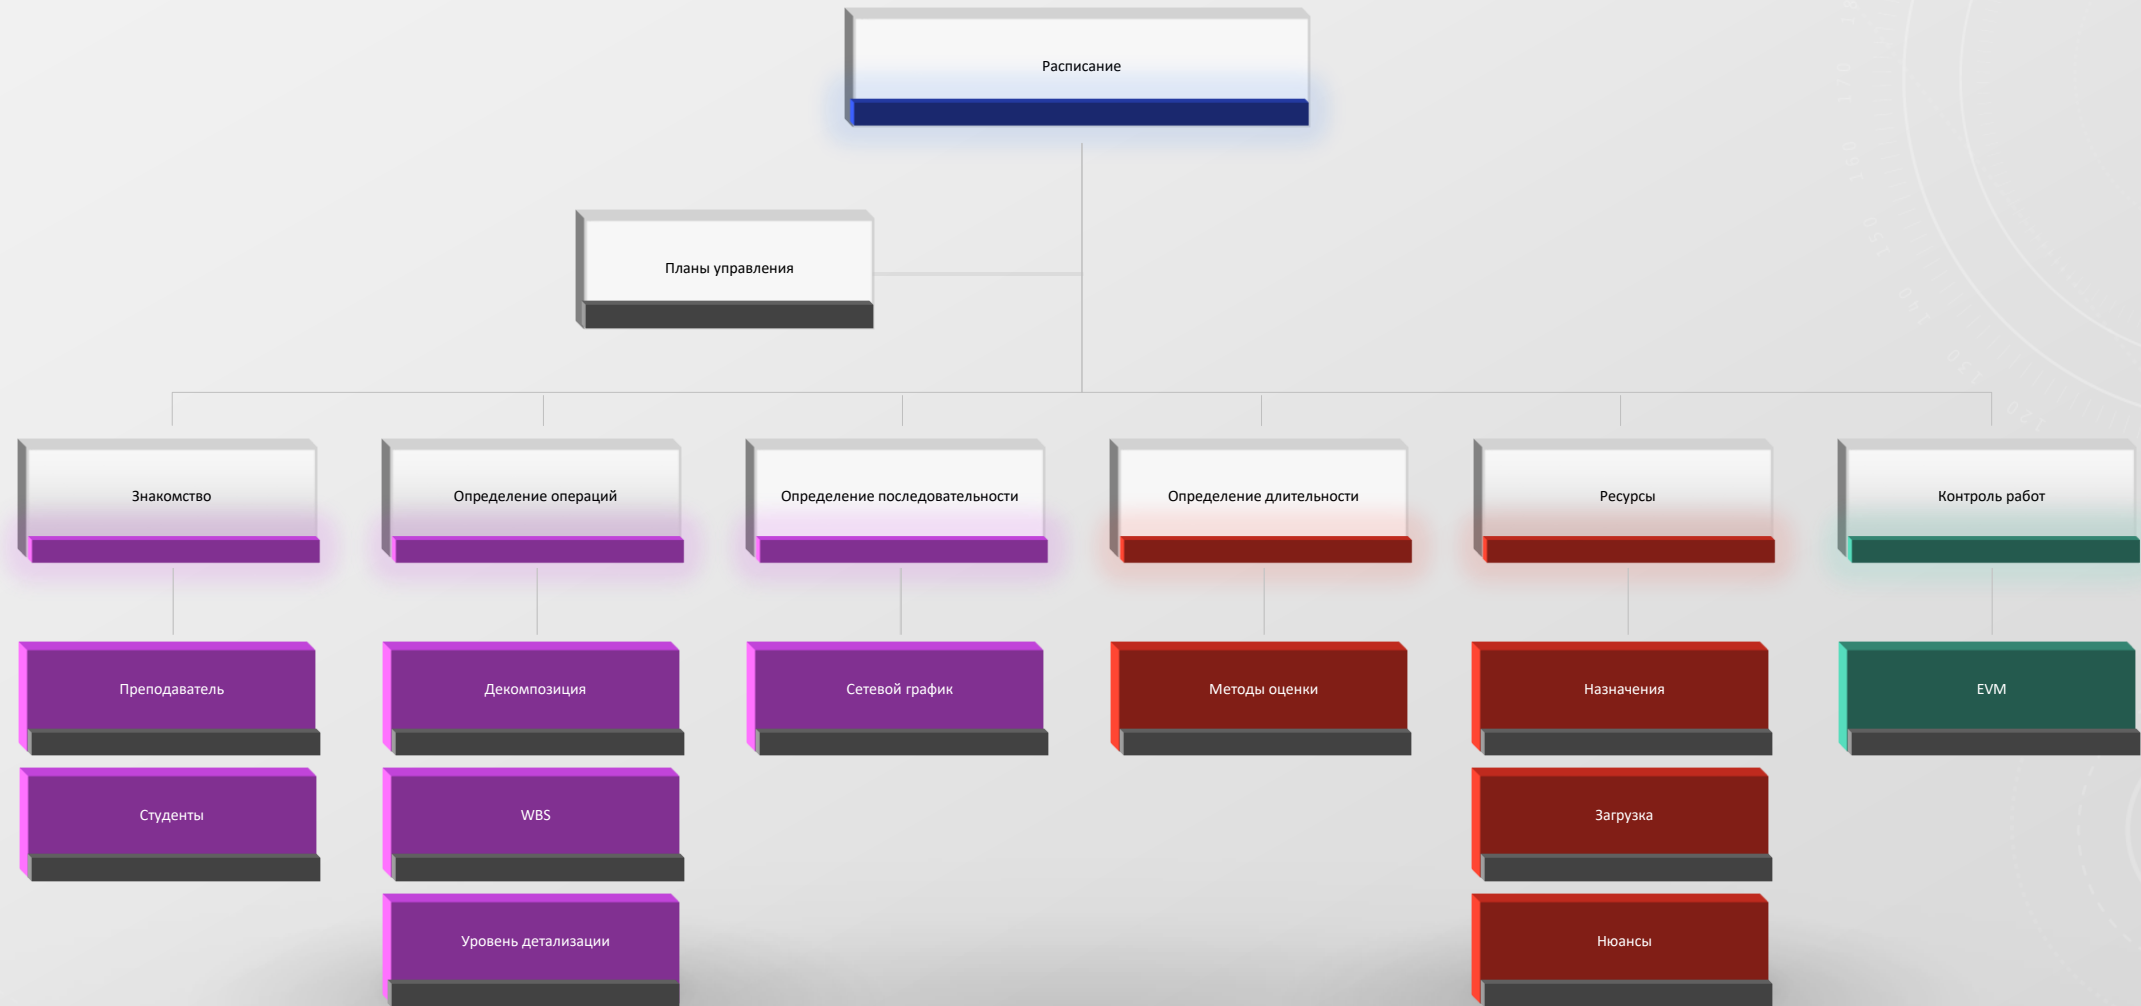 Расписание
Планы управления
Знакомство
Определение операций
Определение последовательности
Определение длительности
Ресурсы
Контроль работ
Преподаватель
Декомпозиция
Сетевой график
Методы оценки
Назначения
EVM
Студенты
WBS
Загрузка
Уровень детализации
Нюансы